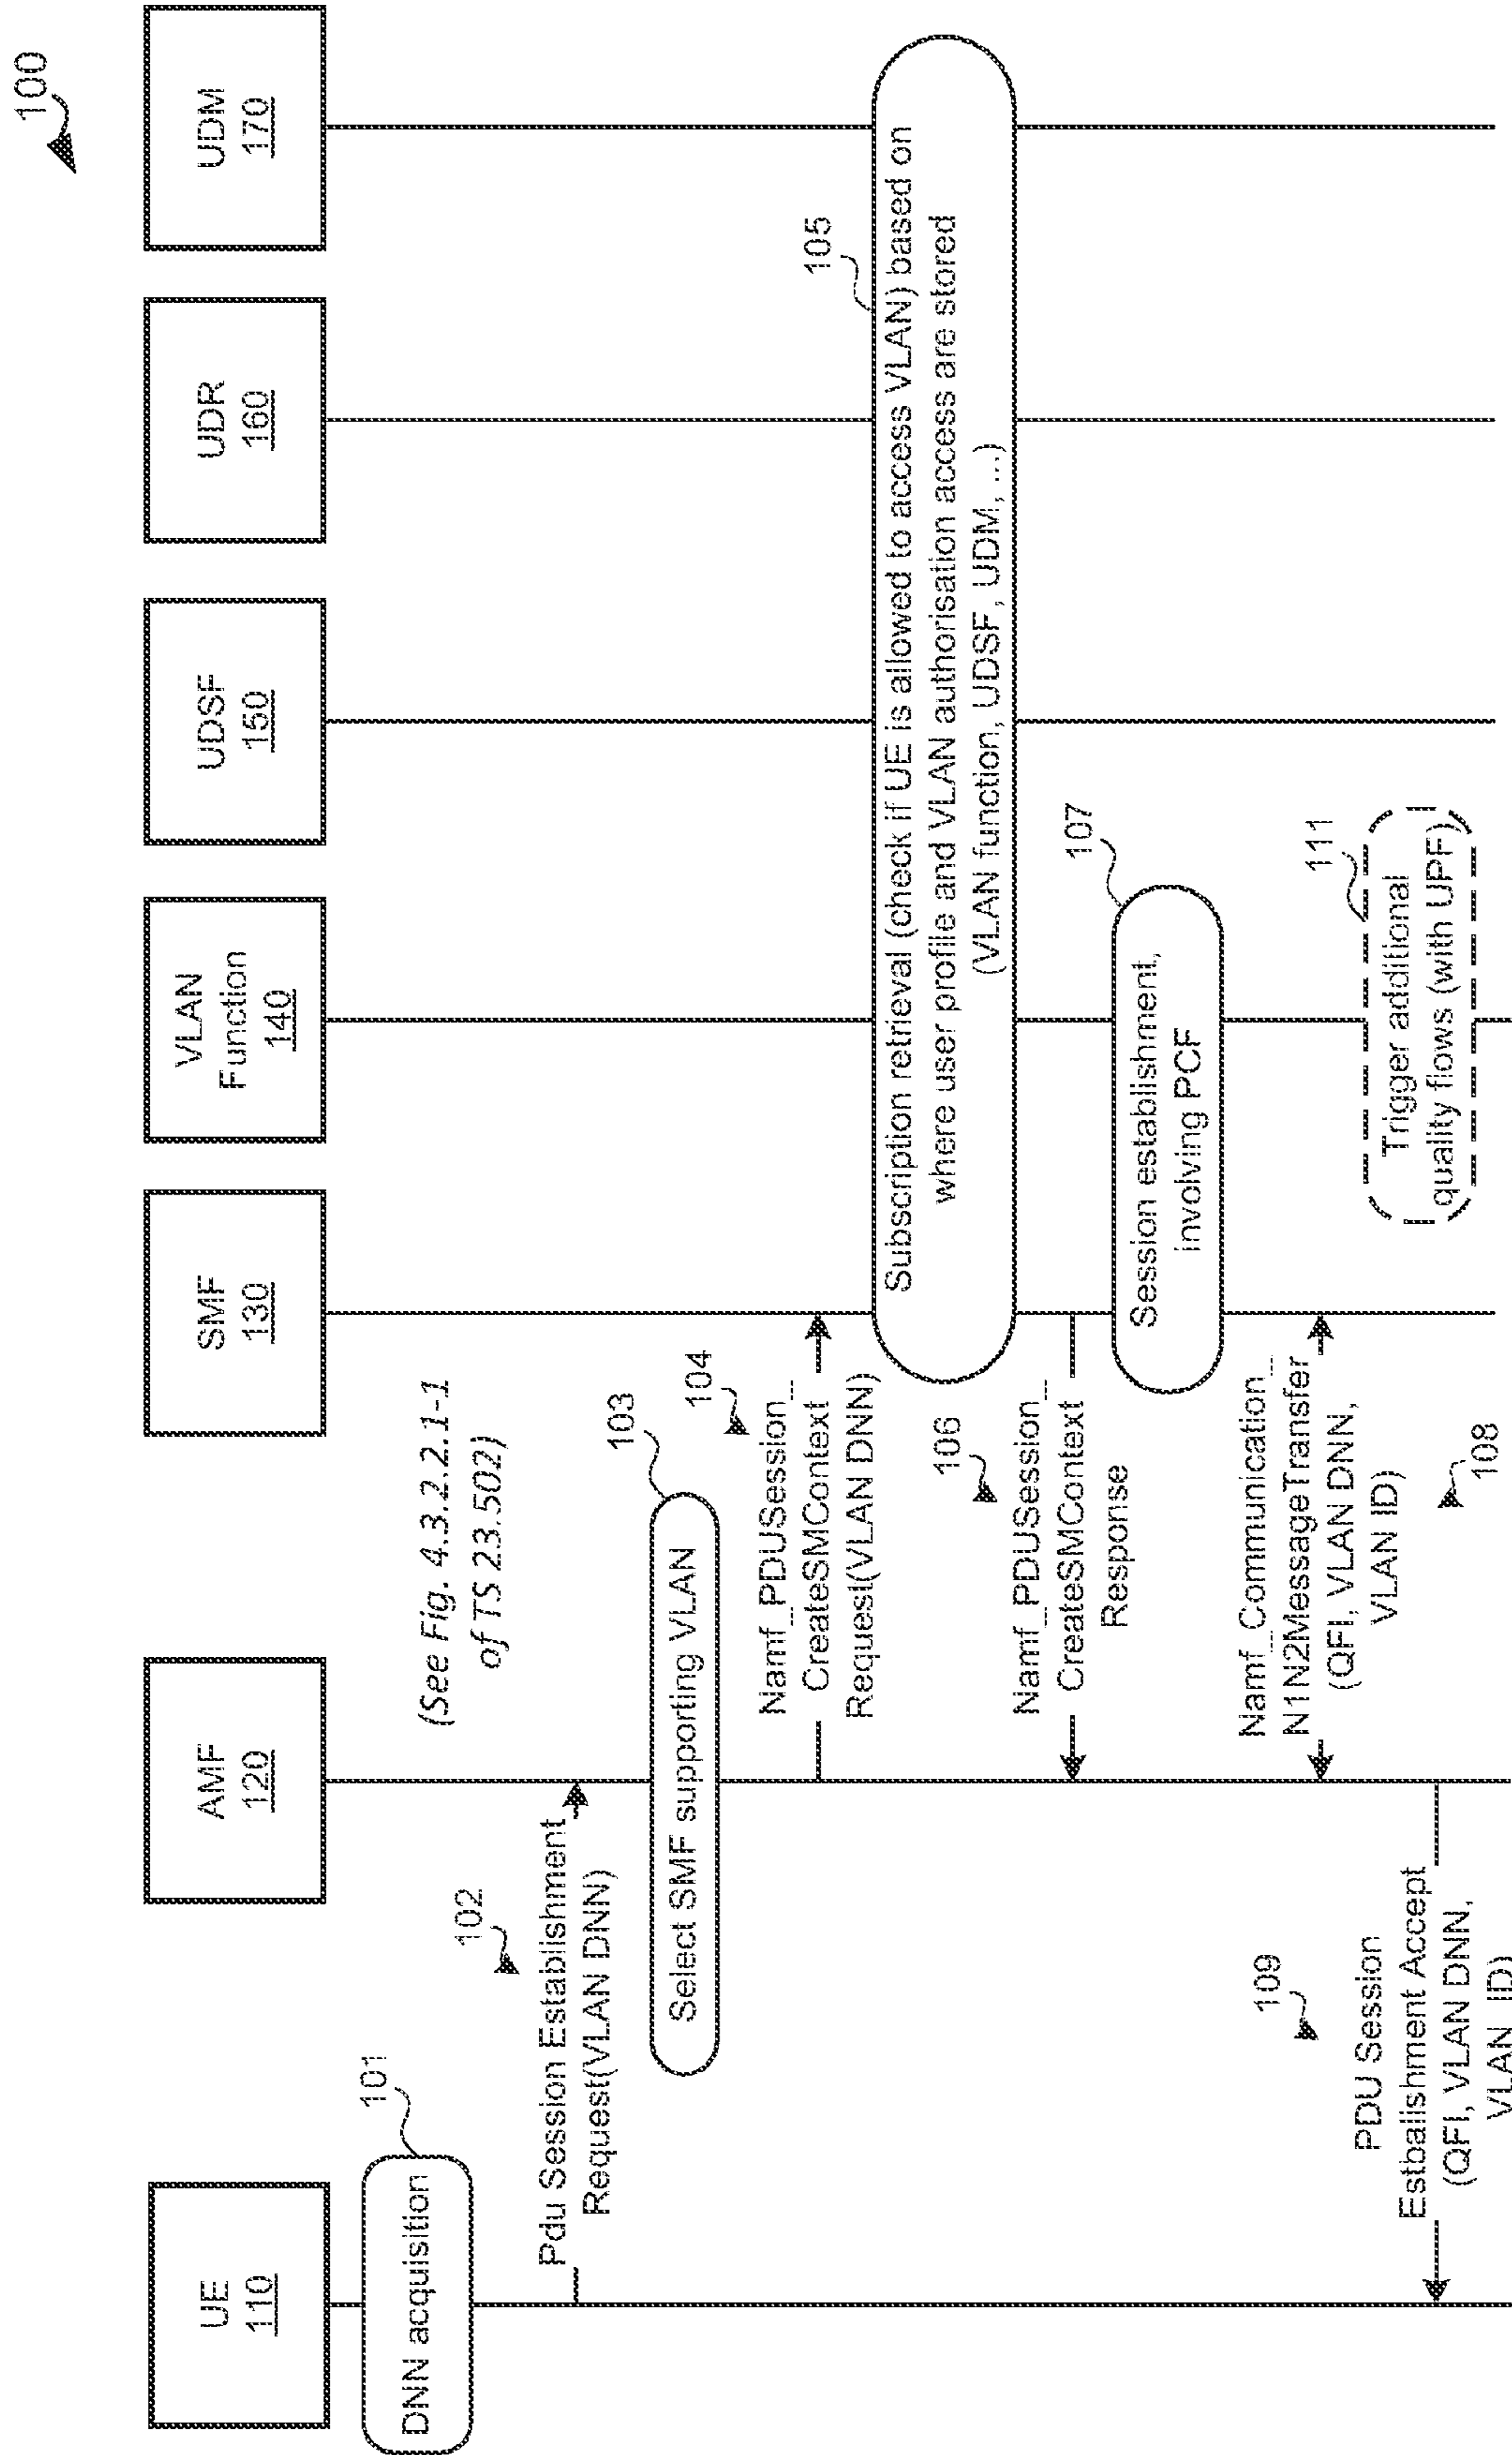 100
UE
110
AMF
120
SMF
130
VLAN
Function
140
UDSF
150
UDR
160
UDM
170
101
DNN acquisition
(See Fig. 4.3.2.2.1-1
of TS 23.502)
102
Pdu Session Establishment
Request(VLAN DNN)
103
Select SMF supporting VLAN
104
Namf_PDUSession_
CreateSMContext
Request(VLAN DNN)
105
Subscription retrieval (check if UE is allowed to access VLAN) based on
where user profile and VLAN authorisation access are stored
(VLAN function, UDSF, UDM, ...)
106
Namf_PDUSession_
CreateSMContext
Response
107
Session establishment,
involving PCF
Namf_Communication_
N1N2MessageTransfer
(QFI, VLAN DNN,
VLAN ID)
108
109
PDU Session
Estbalishment Accept
(QFI, VLAN DNN,
VLAN ID)
111
Trigger additional
quality flows (with UPF)